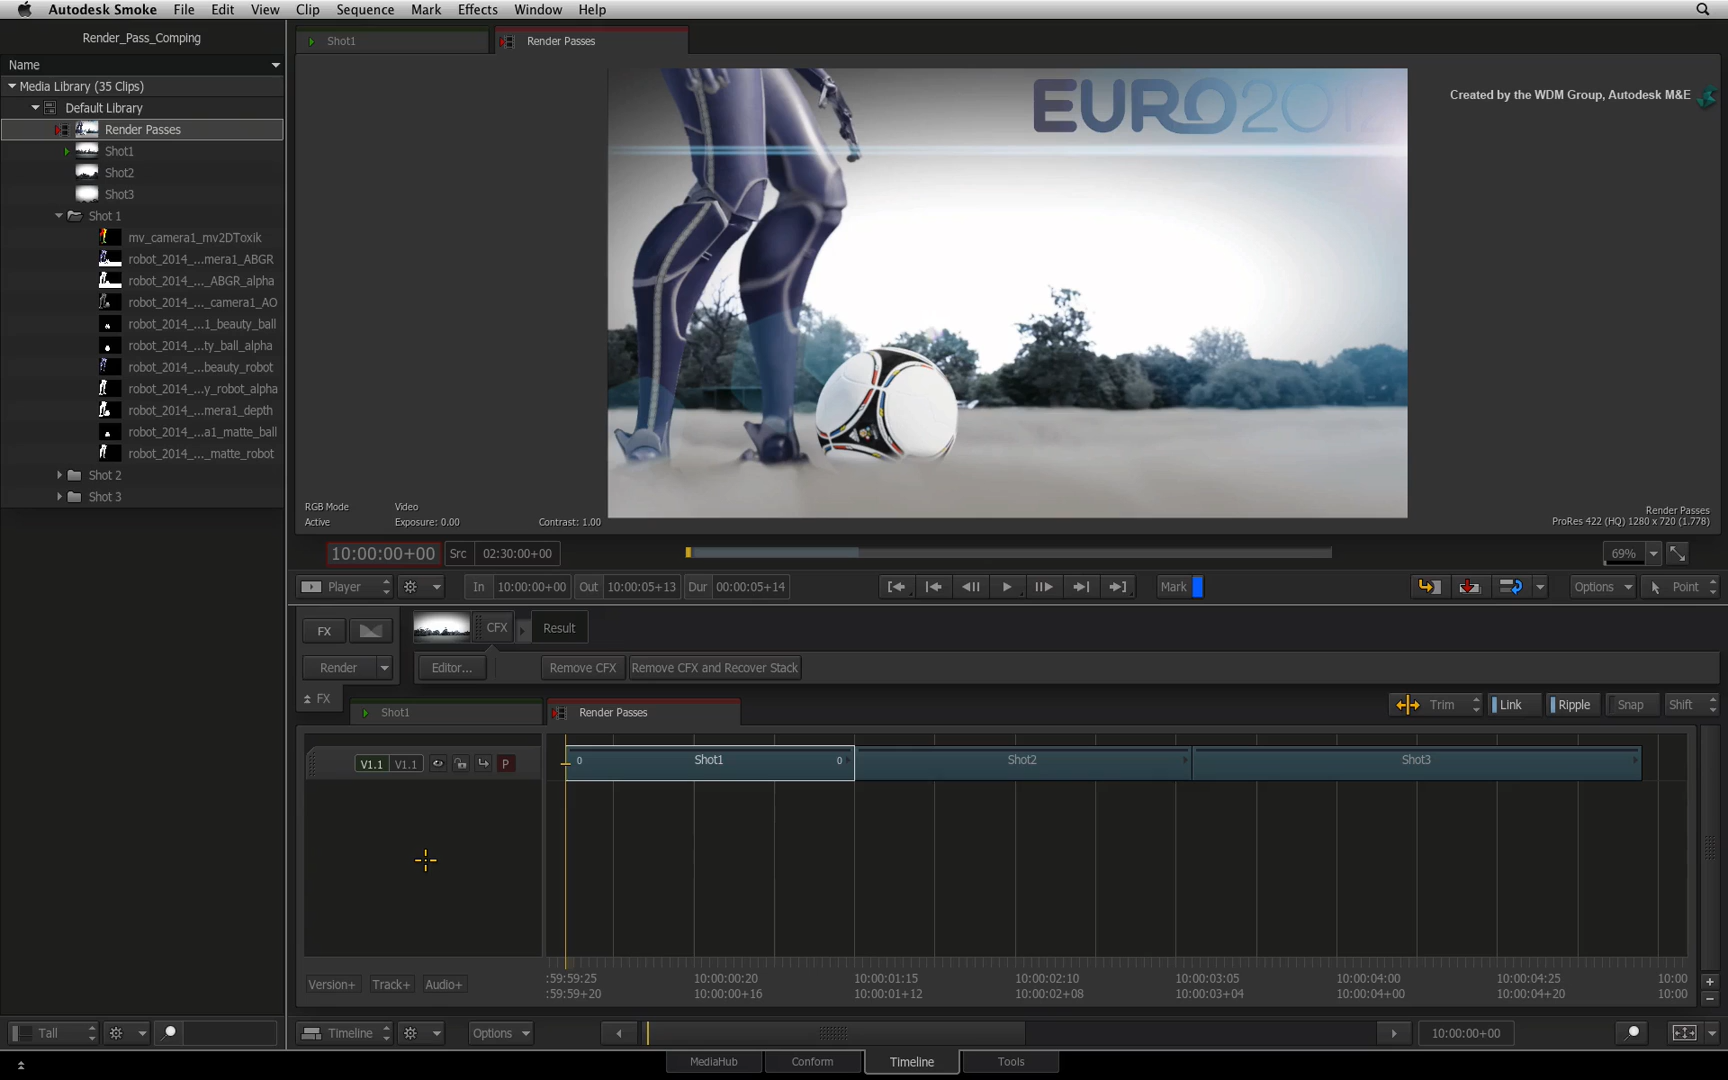 Autodesk Smoke File Edit View Clip Sequence Mark Effects Window Help
Render_Pass_Comping
Name
Media Library (35 Clips)
Default Library
Render Passes
Shot1
Shot2
Shot3
Shot 1
mv_camera1_mv2DToxik
robot_2014_...mera1_ABGR
robot_2014_..._ABGR_alpha
robot_2014_..._camera1_AO
robot_2014_...1_beauty_ball
robot_2014_...ty_ball_alpha
robot_2014_...beauty_robot
robot_2014_...y_robot_alpha
robot_2014_...mera1_depth
robot_2014_...a1_matte_ball
robot_2014_..._matte_robot
Shot 2
Shot 3
Tall
Shot1 Render Passes
EURO2012
Created by the WDM Group, Autodesk M&E
RGB Mode Video
Active Exposure: 0.00 Contrast: 1.00
Render Passes
ProRes 422 (HQ) 1280 x 720 (1.778)
10:00:00+00 Src 02:30:00+00 69%
Player In 10:00:00+00 Out 10:00:05+13 Dur 00:00:05+14 Mark Options Point
FX CFX Result
Render Editor... Remove CFX Remove CFX and Recover Stack
FX Shot1 Render Passes Trim Link Ripple Snap Shift
V1.1 V1.1 P 0 Shot1 0 Shot2 Shot3
Version+ Track+ Audio+
:59:59:25 10:00:00:20 10:00:01:15 10:00:02:10 10:00:03:05 10:00:04:00 10:00:04:25 10:00
:59:59+20 10:00:00+16 10:00:01+12 10:00:02+08 10:00:03+04 10:00:04+00 10:00:04+20 10:00
Timeline Options 10:00:00+00
MediaHub Conform Timeline Tools